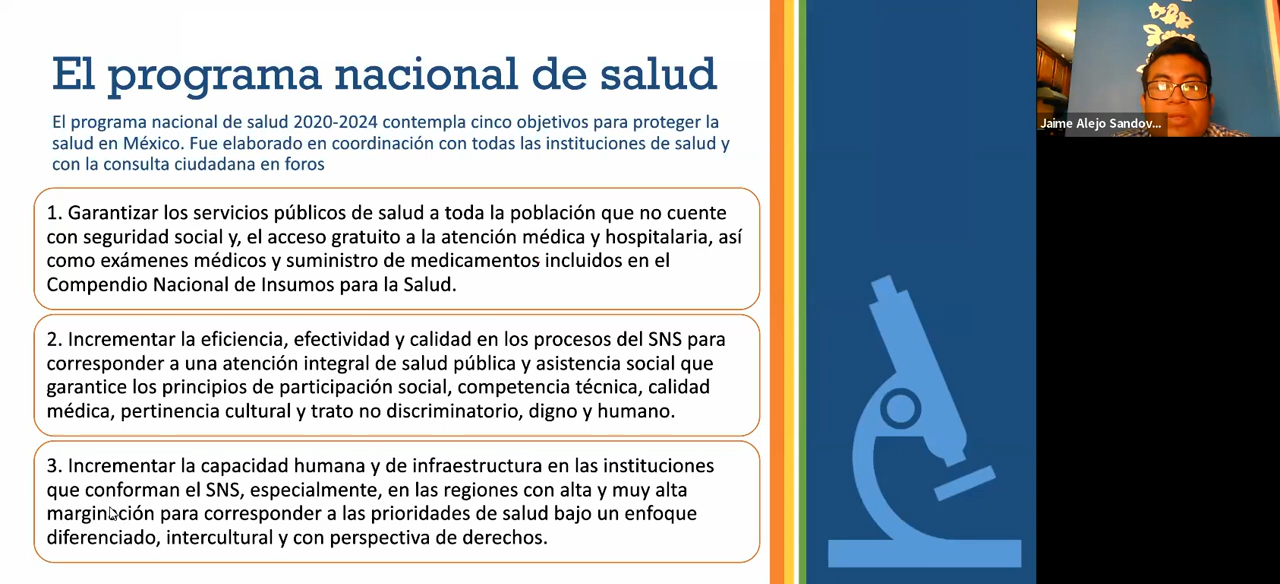 El programa nacional de salud
El programa nacional de salud 2020-2024 contempla cinco objetivos para proteger la
salud en México. Fue elaborado en coordinación con todas las instituciones de salud y
con la consulta ciudadana en foros
1. Garantizar los servicios públicos de salud a toda la población que no cuente
con seguridad social y, el acceso gratuito a la atención médica y hospitalaria, así
como exámenes médicos y suministro de medicamentos incluidos en el
Compendio Nacional de Insumos para la Salud.
2. Incrementar la eficiencia, efectividad y calidad en los procesos del SNS para
corresponder a una atención integral de salud pública y asistencia social que
garantice los principios de participación social, competencia técnica, calidad
médica, pertinencia cultural y trato no discriminatorio, digno y humano.
3. Incrementar la capacidad humana y de infraestructura en las instituciones
que conforman el SNS, especialmente, en las regiones con alta y muy alta
marginación para corresponder a las prioridades de salud bajo un enfoque
diferenciado, intercultural y con perspectiva de derechos.
Jaime Alejo Sandov...